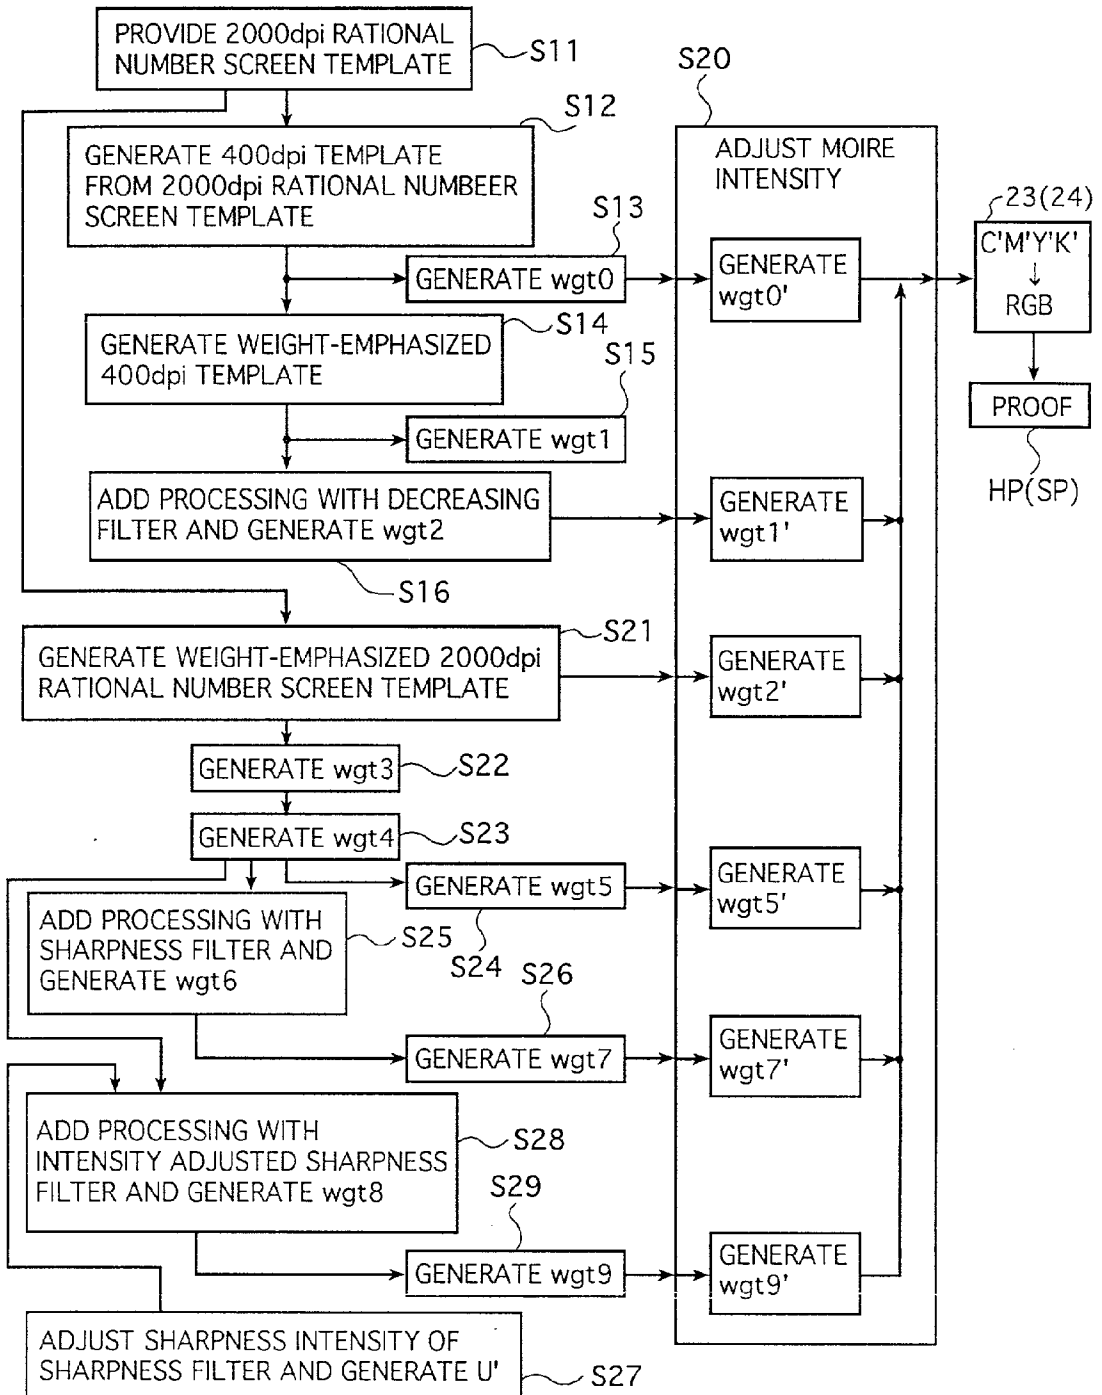 PROVIDE 2000dpi RATIONAL
NUMBER SCREEN TEMPLATE
S11
S12
GENERATE 400dpi TEMPLATE
FROM 2000dpi RATIONAL NUMBEER
SCREEN TEMPLATE
S13
GENERATE wgt0
S14
GENERATE WEIGHT-EMPHASIZED
400dpi TEMPLATE
S15
GENERATE wgt1
ADD PROCESSING WITH DECREASING
FILTER AND GENERATE wgt2
S16
S21
GENERATE WEIGHT-EMPHASIZED 2000dpi
RATIONAL NUMBER SCREEN TEMPLATE
GENERATE wgt3
S22
GENERATE wgt4
S23
GENERATE wgt5
S24
ADD PROCESSING WITH
SHARPNESS FILTER AND
GENERATE wgt6
S25
S26
GENERATE wgt7
ADD PROCESSING WITH
INTENSITY ADJUSTED SHARPNESS
FILTER AND GENERATE wgt8
S28
S29
GENERATE wgt9
ADJUST SHARPNESS INTENSITY OF
SHARPNESS FILTER AND GENERATE U'
S27
S20
ADJUST MOIRE
INTENSITY
GENERATE
wgt0'
GENERATE
wgt1'
GENERATE
wgt2'
GENERATE
wgt5'
GENERATE
wgt7'
GENERATE
wgt9'
23(24)
C'M'Y'K'
RGB
PROOF
HP(SP)